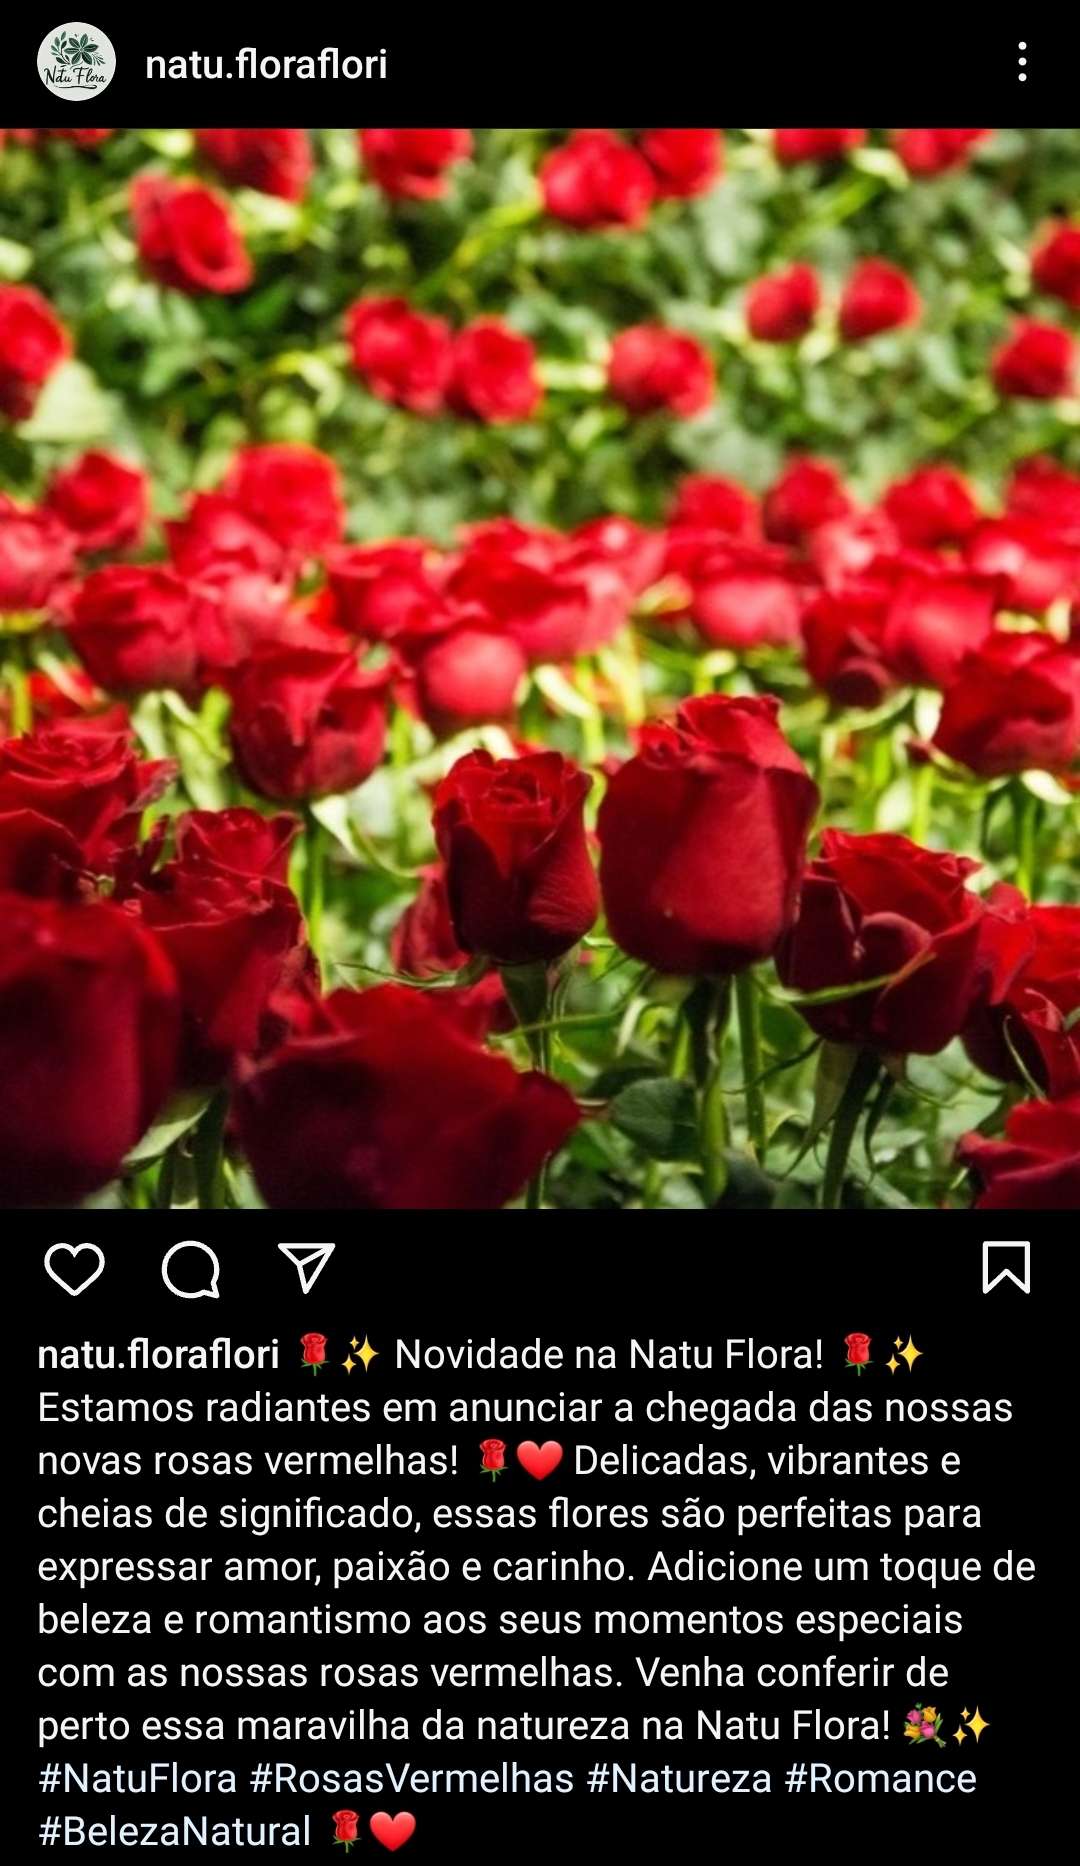 Natu Flora
natu.floraflori
natu.floraflori 🌹✨ Novidade na Natu Flora! 🌹✨
Estamos radiantes em anunciar a chegada das nossas
novas rosas vermelhas! 🌹❤️ Delicadas, vibrantes e
cheias de significado, essas flores são perfeitas para
expressar amor, paixão e carinho. Adicione um toque de
beleza e romantismo aos seus momentos especiais
com as nossas rosas vermelhas. Venha conferir de
perto essa maravilha da natureza na Natu Flora! 💐✨
#NatuFlora #RosasVermelhas #Natureza #Romance
#BelezaNatural 🌹❤️